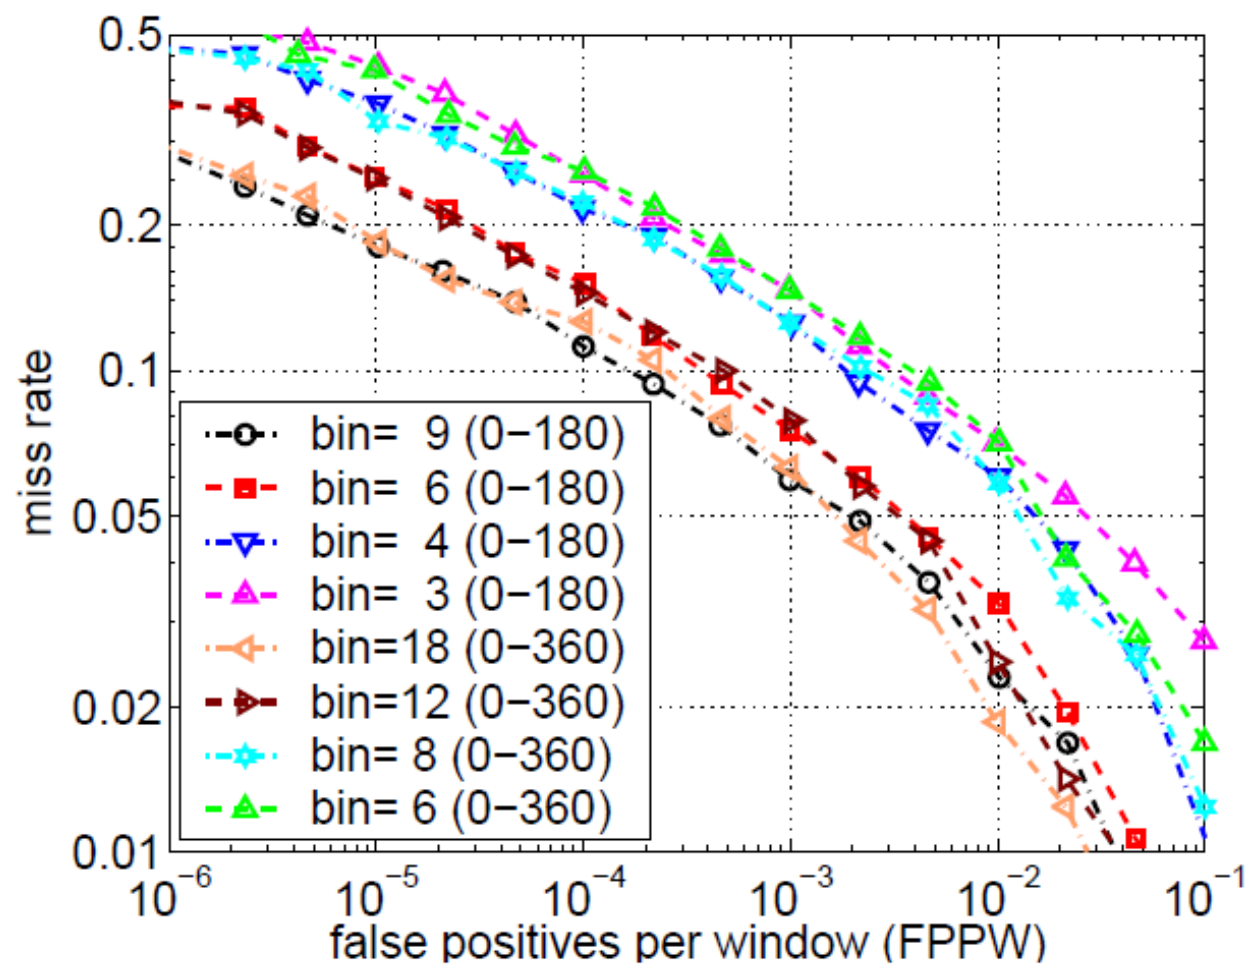 0.5
0.2
0.1
0.05
0.02
0.01
miss rate
bin= 9 (0−180)
bin= 6 (0−180)
bin= 4 (0−180)
bin= 3 (0−180)
bin=18 (0−360)
bin=12 (0−360)
bin= 8 (0−360)
bin= 6 (0−360)
10⁻⁶ 10⁻⁵ 10⁻⁴ 10⁻³ 10⁻² 10⁻¹
false positives per window (FPPW)